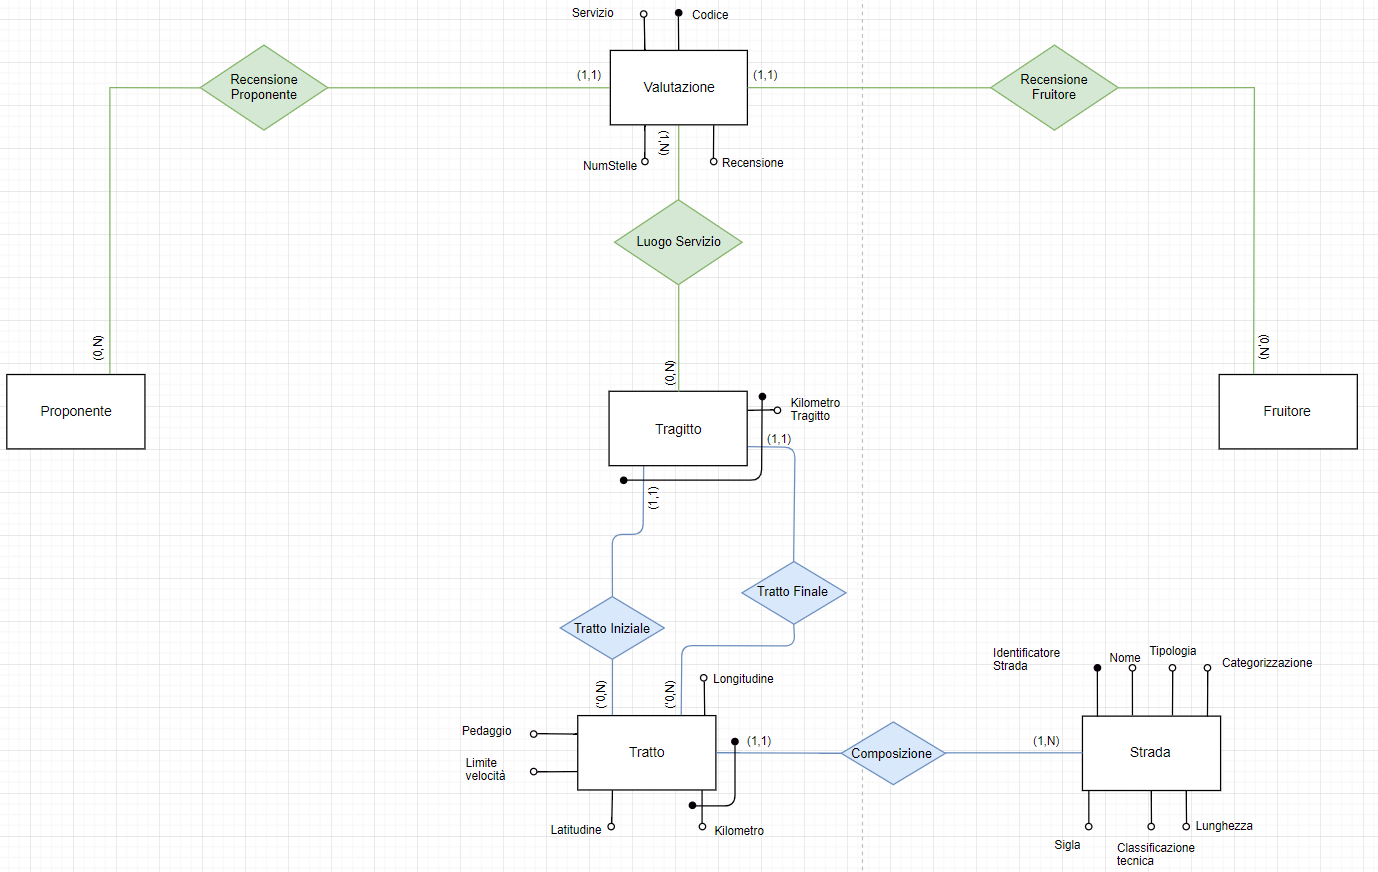 Servizio
Codice
Recensione
Proponente
(1,1)
Valutazione
(1,1)
Recensione
Fruitore
(1,N)
NumStelle
Recensione
Luogo Servizio
(0,N)
(0,N)
(0,N)
Proponente
Tragitto
Kilometro
Tragitto
(1,1)
Fruitore
(1,1)
Tratto Finale
Tratto Iniziale
(0,N)
(0,N)
Longitudine
Identificatore
Strada
Nome
Tipologia
Categorizzazione
Pedaggio
Limite
velocità
Tratto
(1,1)
Composizione
(1,N)
Strada
Latitudine
Kilometro
Sigla
Classificazione
tecnica
Lunghezza